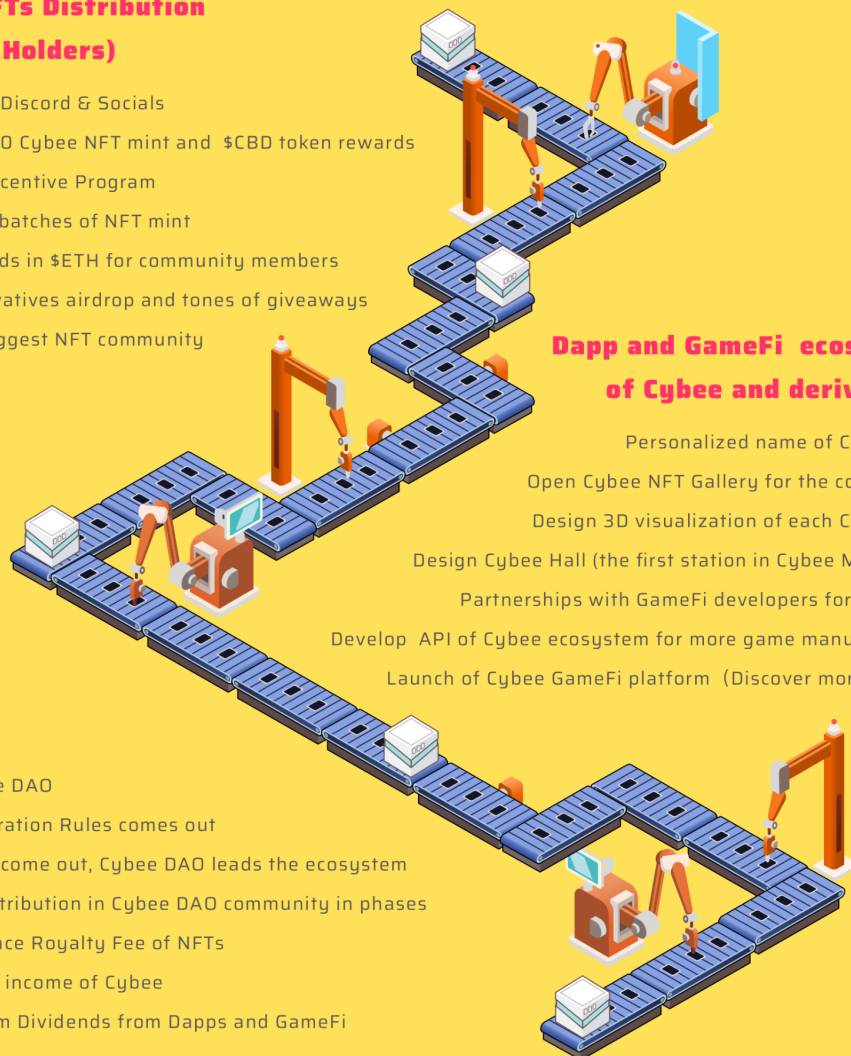 FTs Distribution
Holders)
Discord & Socials
0 Cybee NFT mint and $CBD token rewards
centive Program
batches of NFT mint
ds in $ETH for community members
vatives airdrop and tones of giveaways
ggest NFT community
Dapp and GameFi ecos
of Cybee and deriv
Personalized name of C
Open Cybee NFT Gallery for the co
Design 3D visualization of each C
Design Cybee Hall (the first station in Cybee M
Partnerships with GameFi developers for
Develop API of Cybee ecosystem for more game manu
Launch of Cybee GameFi platform (Discover mor
e DAO
ration Rules comes out
come out, Cybee DAO leads the ecosystem
tribution in Cybee DAO community in phases
nce Royalty Fee of NFTs
income of Cybee
m Dividends from Dapps and GameFi